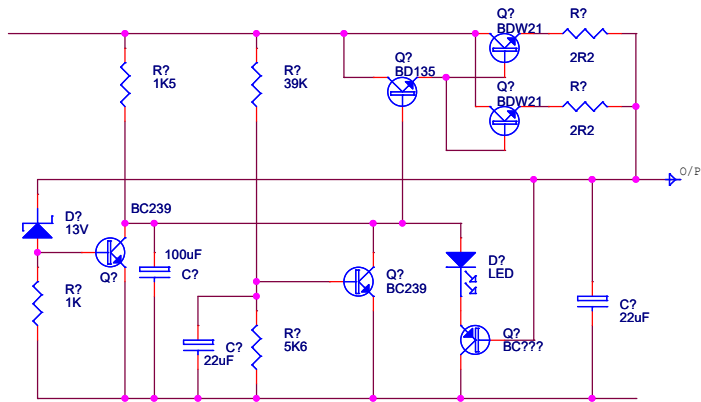 Q?
BDW21
R?
2R2
Q?
BD135
R?
1K5
R?
39K
Q?
BDW21
R?
2R2
O/P
D?
13V
BC239
Q?
100uF
C?
Q?
BC239
D?
LED
R?
1K
C?
22uF
R?
5K6
Q?
BC???
C?
22uF